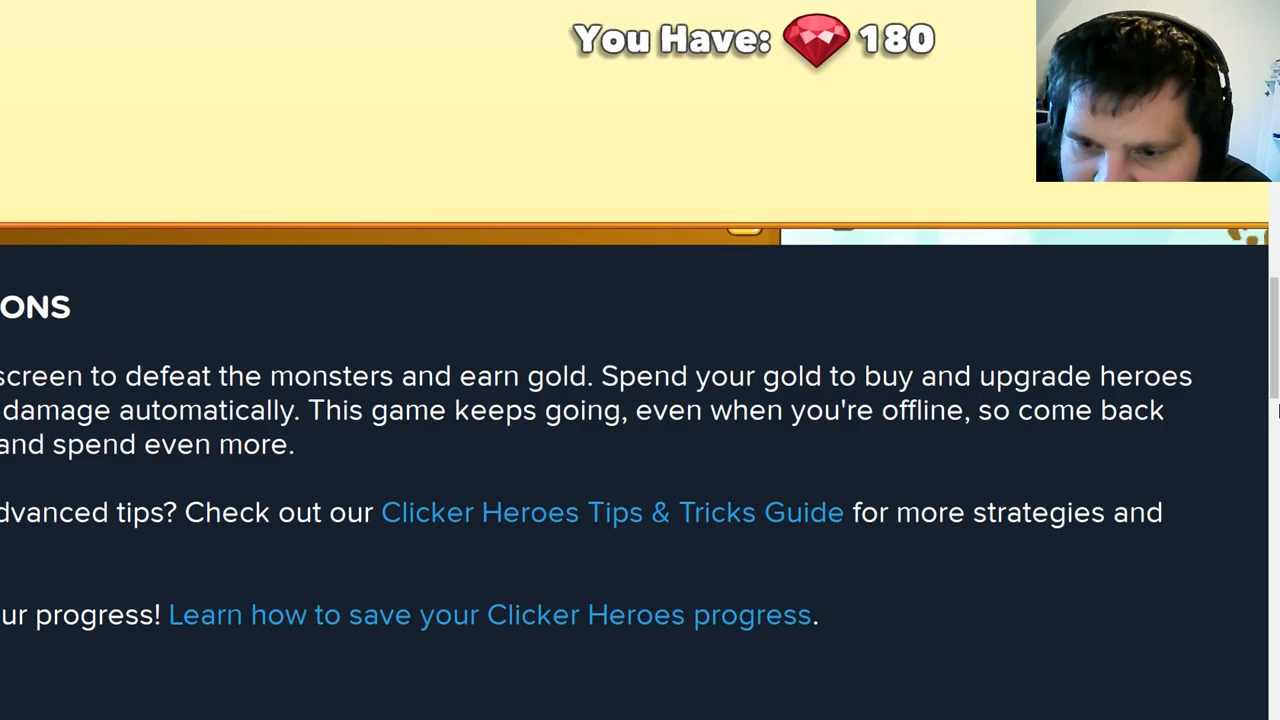 You Have: 180
ONS
screen to defeat the monsters and earn gold. Spend your gold to buy and upgrade heroes
damage automatically. This game keeps going, even when you're offline, so come back
and spend even more.
dvanced tips? Check out our Clicker Heroes Tips & Tricks Guide for more strategies and
ur progress! Learn how to save your Clicker Heroes progress.